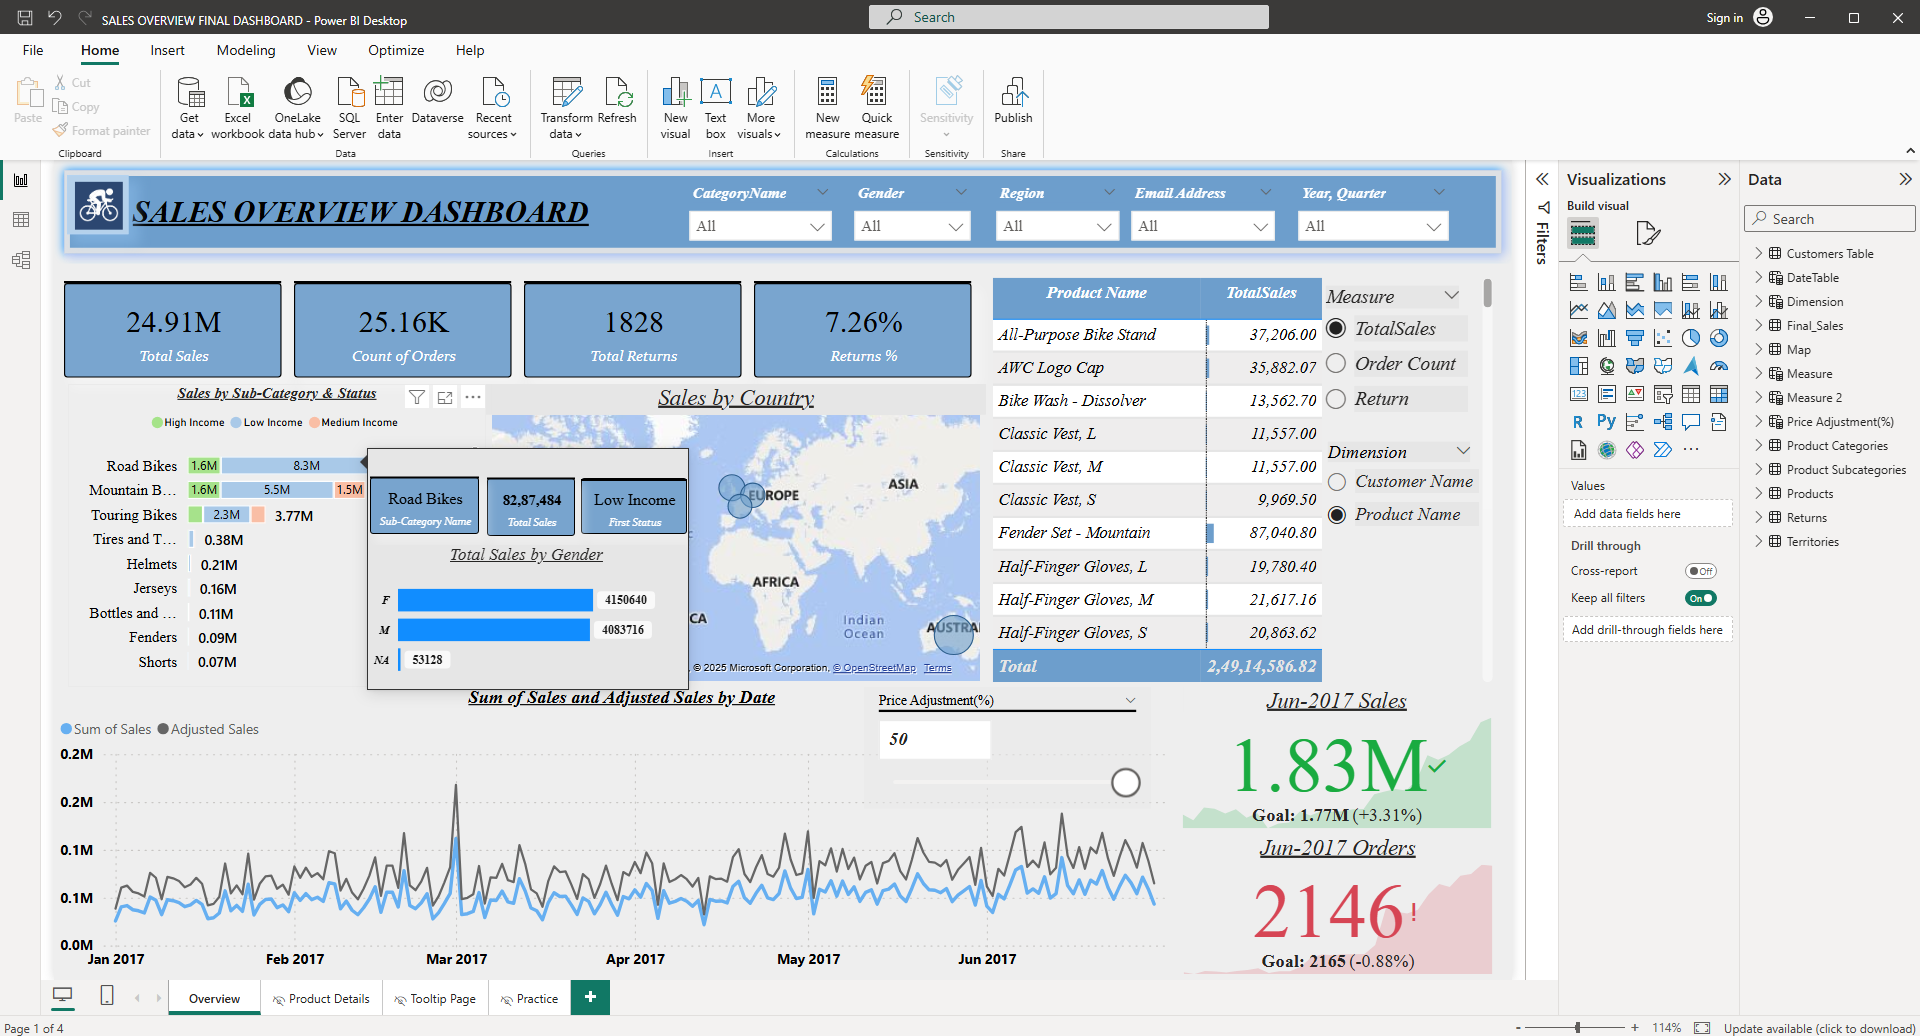 SALES OVERVIEW FINAL DASHBOARD - Power BI Desktop
Search
Sign in
File
Home
Insert
Modeling
View
Optimize
Help
Paste
Cut
Copy
Format painter
Clipboard
Get data
Excel workbook
OneLake data hub
SQL Server
Enter data
Dataverse
Recent sources
Data
Transform data
Refresh
Queries
New visual
Text box
More visuals
Insert
New measure
Quick measure
Calculations
Sensitivity
Sensitivity
Publish
Share
SALES OVERVIEW DASHBOARD
CategoryName
All
Gender
All
Region
All
Email Address
All
Year, Quarter
All
24.91M
Total Sales
25.16K
Count of Orders
1828
Total Returns
7.26%
Returns %
Sales by Sub-Category & Status
High Income
Low Income
Medium Income
Road Bikes 1.6M 8.3M
Mountain B... 1.6M 5.5M 1.5M
Touring Bikes 2.3M 3.77M
Tires and T... 0.38M
Helmets 0.21M
Jerseys 0.16M
Bottles and ... 0.11M
Fenders 0.09M
Shorts 0.07M
Road Bikes
Sub-Category Name
82,87,484
Total Sales
Low Income
First Status
Total Sales by Gender
F 4150640
M 4083716
NA 53128
Sales by Country
EUROPE
ASIA
AFRICA
CA
Indian Ocean
AUSTRA
© 2025 Microsoft Corporation, © OpenStreetMap Terms
Product Name TotalSales
All-Purpose Bike Stand 37,206.00
AWC Logo Cap 35,882.07
Bike Wash - Dissolver 13,562.70
Classic Vest, L 11,557.00
Classic Vest, M 11,557.00
Classic Vest, S 9,969.50
Fender Set - Mountain 87,040.80
Half-Finger Gloves, L 19,780.40
Half-Finger Gloves, M 21,617.16
Half-Finger Gloves, S 20,863.62
Total 2,49,14,586.82
Measure
TotalSales
Order Count
Return
Dimension
Customer Name
Product Name
Sum of Sales and Adjusted Sales by Date
Sum of Sales
Adjusted Sales
0.2M
0.2M
0.1M
0.1M
0.0M
Jan 2017
Feb 2017
Mar 2017
Apr 2017
May 2017
Jun 2017
Price Adjustment(%)
50
Jun-2017 Sales
1.83M
Goal: 1.77M (+3.31%)
Jun-2017 Orders
2146!
Goal: 2165 (-0.88%)
Filters
Visualizations
Build visual
123
R
Py
Values
Add data fields here
Drill through
Cross-report
Off
Keep all filters
On
Add drill-through fields here
Data
Search
Customers Table
DateTable
Dimension
Final_Sales
Map
Measure
Measure 2
Price Adjustment(%)
Product Categories
Product Subcategories
Products
Returns
Territories
Overview
Product Details
Tooltip Page
Practice
Page 1 of 4
114%
Update available (click to download)